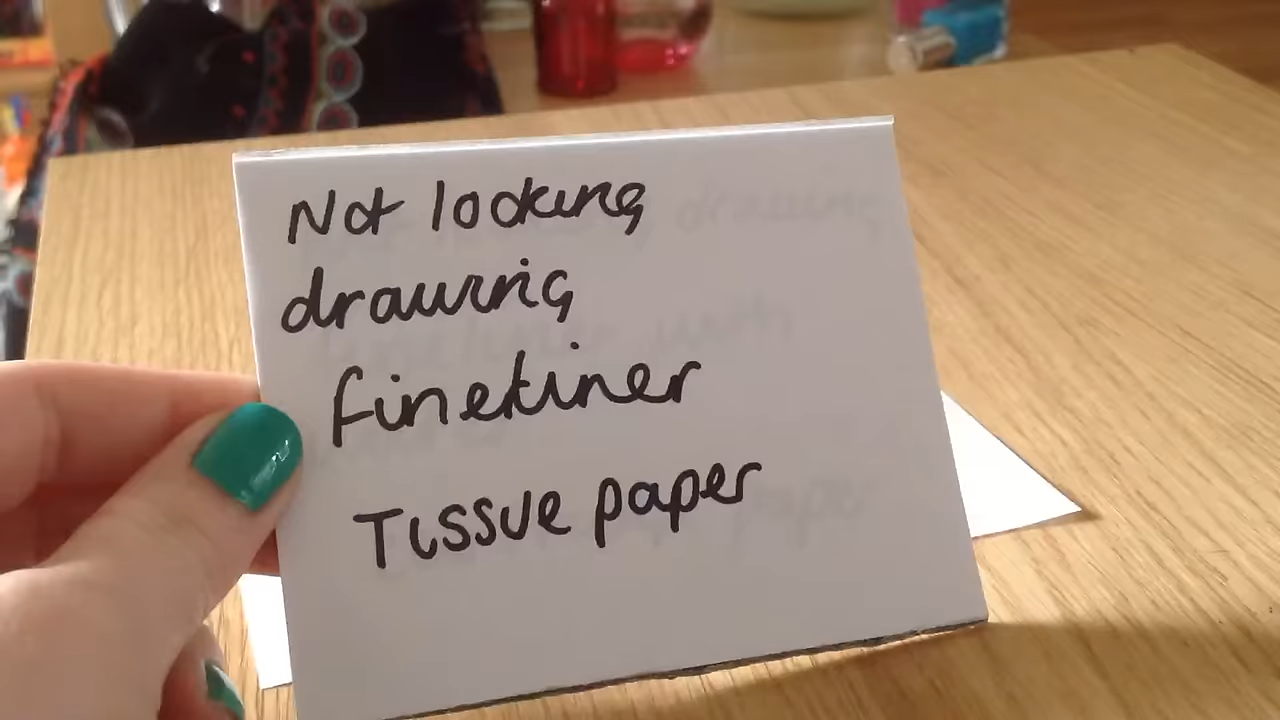 Not looking
drawing
fineliner
Tissue paper